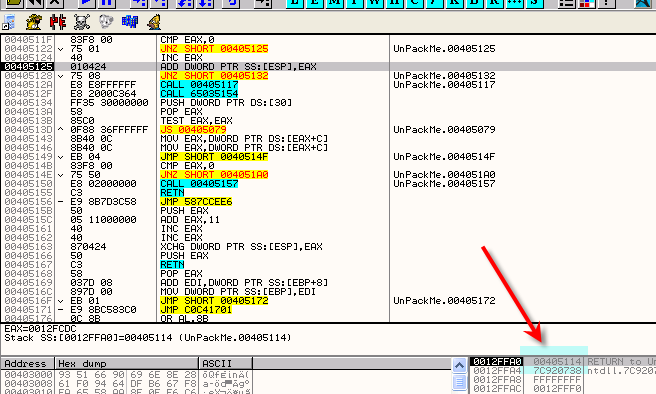 L E M T W H C / K B R ... S
0040511F 83F8 00 CMP EAX,0
00405122 75 01 JNZ SHORT 00405125 UnPackMe.00405125
00405124 40 INC EAX
00405125 010424 ADD DWORD PTR SS:[ESP],EAX
00405128 75 08 JNZ SHORT 00405132 UnPackMe.00405132
0040512A E8 E8FFFFFF CALL 00405117 UnPackMe.00405117
0040512F E8 2000C364 CALL 65035154
00405134 FF35 30000000 PUSH DWORD PTR DS:[30]
0040513A 58 POP EAX
0040513B 85C0 TEST EAX,EAX
0040513D 0F88 36FFFFFF JS 00405079 UnPackMe.00405079
00405143 8B40 0C MOV EAX,DWORD PTR DS:[EAX+C]
00405146 8B40 0C MOV EAX,DWORD PTR DS:[EAX+C]
00405149 EB 04 JMP SHORT 0040514F UnPackMe.0040514F
0040514B 83F8 00 CMP EAX,0
0040514E 75 50 JNZ SHORT 004051A0 UnPackMe.004051A0
00405150 E8 02000000 CALL 00405157 UnPackMe.00405157
00405155 C3 RETN
00405156 - E9 8B7D3C58 JMP 587CCEE6
0040515B 50 PUSH EAX
0040515C 05 11000000 ADD EAX,11
00405161 40 INC EAX
00405162 40 INC EAX
00405163 870424 XCHG DWORD PTR SS:[ESP],EAX
00405166 50 PUSH EAX
00405167 C3 RETN
00405168 58 POP EAX
00405169 037D 08 ADD EDI,DWORD PTR SS:[EBP+8]
0040516C 897D 00 MOV DWORD PTR SS:[EBP],EDI
0040516F EB 01 JMP SHORT 00405172 UnPackMe.00405172
00405171 - E9 8BC583C0 JMP C0C41701
00405176 0C 8B OR AL,8B
EAX=0012FCDC
Stack SS:[0012FFA0]=00405114 (UnPackMe.00405114)
Address Hex dump ASCII
00403000 93 51 66 90 69 6E 8E 28
00403008 61 F0 94 64 DF B6 67 F8
0012FFA0 00405114 RETURN to Un
0012FFA4 7C920738 ntdll.7C9207
0012FFA8 FFFFFFFF
0012FFAC 0012FFF0